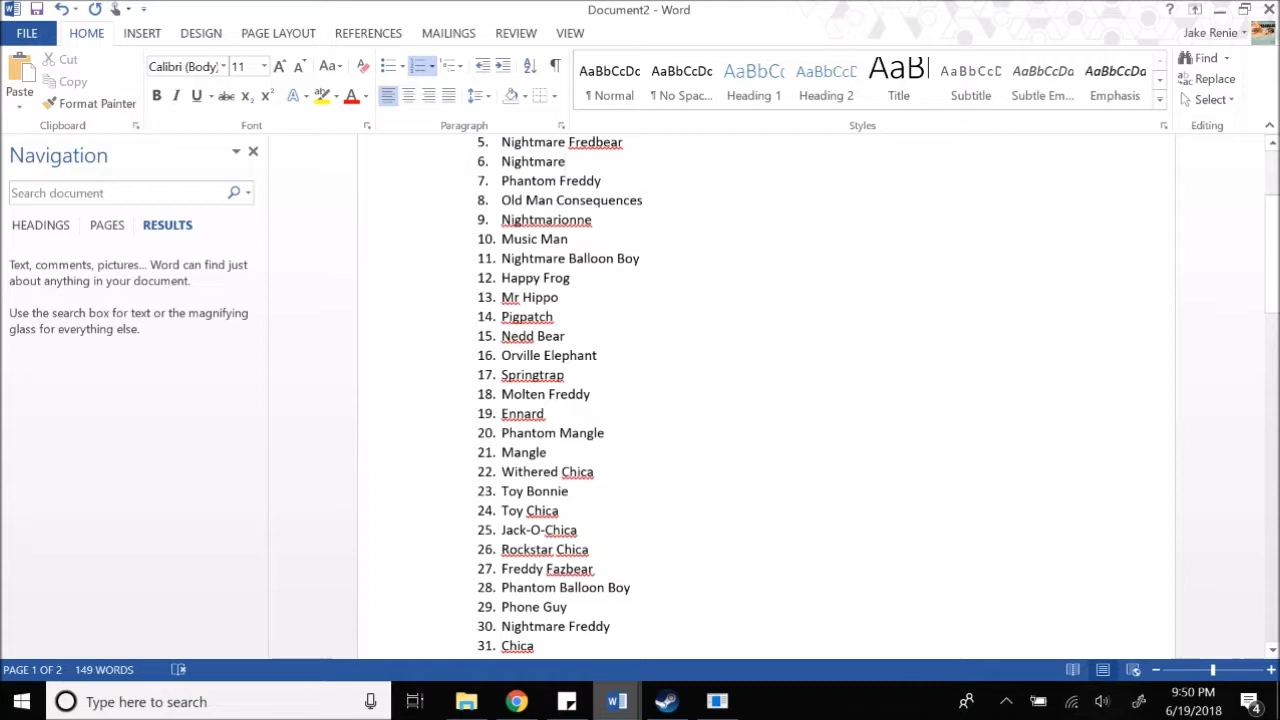 Document2 - Word
FILE HOME INSERT DESIGN PAGE LAYOUT REFERENCES MAILINGS REVIEW VIEW Jake Renie
Paste
Cut
Copy
Format Painter
Clipboard
Calibri (Body) 11
Font
Paragraph
AaBbCcDc AaBbCcDc AaBbCc AaBbCcDc AaBb AaBbCcD AaBbCcDc AaBbCcDc
¶ Normal ¶ No Spac... Heading 1 Heading 2 Title Subtitle Subtle Em... Emphasis
Styles
Find
Replace
Select
Editing
Navigation
Search document
HEADINGS PAGES RESULTS
Text, comments, pictures... Word can find just
about anything in your document.
Use the search box for text or the magnifying
glass for everything else.
5. Nightmare Fredbear
6. Nightmare
7. Phantom Freddy
8. Old Man Consequences
9. Nightmarionne
10. Music Man
11. Nightmare Balloon Boy
12. Happy Frog
13. Mr Hippo
14. Pigpatch
15. Nedd Bear
16. Orville Elephant
17. Springtrap
18. Molten Freddy
19. Ennard
20. Phantom Mangle
21. Mangle
22. Withered Chica
23. Toy Bonnie
24. Toy Chica
25. Jack-O-Chica
26. Rockstar Chica
27. Freddy Fazbear
28. Phantom Balloon Boy
29. Phone Guy
30. Nightmare Freddy
31. Chica
PAGE 1 OF 2 149 WORDS
Type here to search
9:50 PM
6/19/2018
4